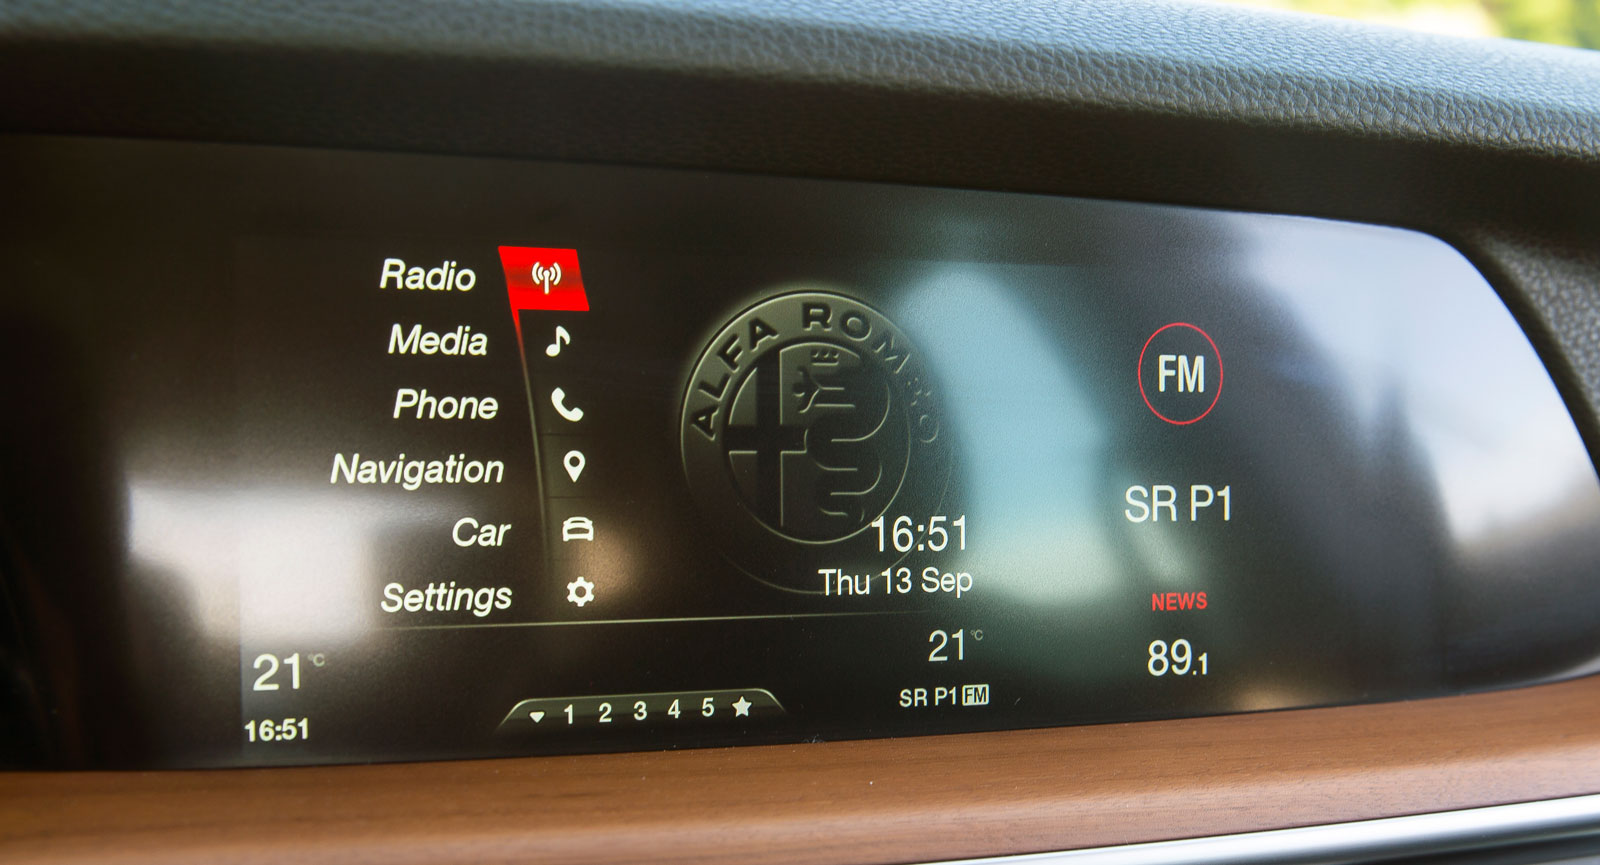 Radio
Media
Phone
Navigation
Car
Settings
21°C
16:51
1 2 3 4 5
ALFA ROMERO
16:51
Thu 13 Sep
21°C
SR P1 FM
FM
SR P1
NEWS
89.1